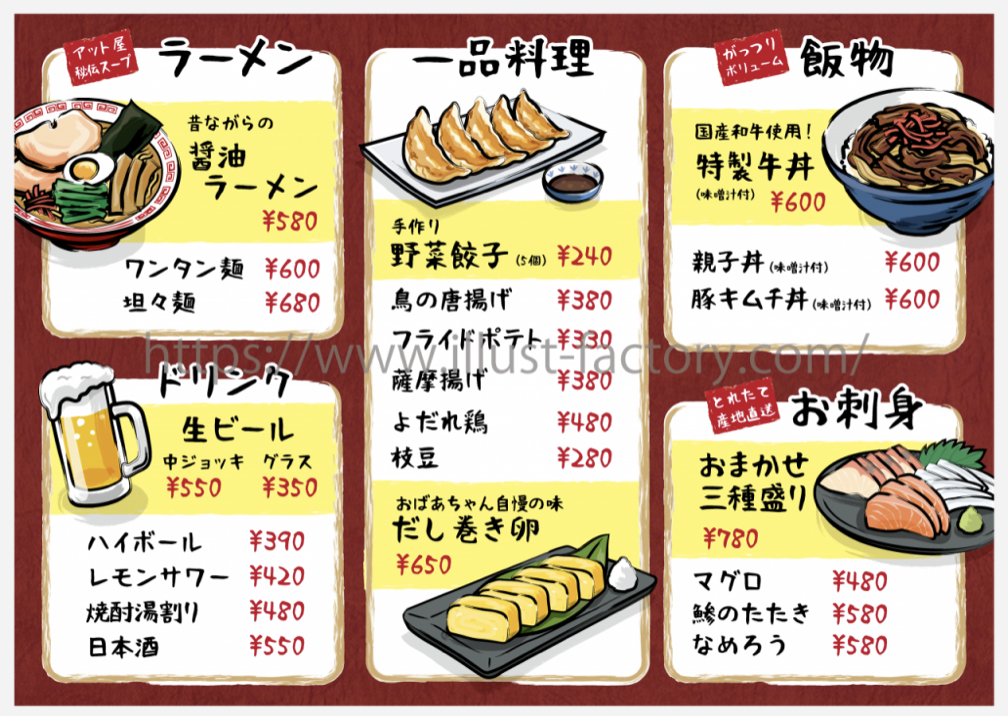 アット屋
秘伝スープ
ラーメン
昔ながらの
醤油
ラーメン
¥580
ワンタン麺 ¥600
坦々麺 ¥680
ドリンク
生ビール
中ジョッキ グラス
¥550 ¥350
ハイボール ¥390
レモンサワー ¥420
焼酎湯割り ¥480
日本酒 ¥550
一品料理
手作り
野菜餃子(5個) ¥240
鳥の唐揚げ ¥380
フライドポテト ¥330
薩摩揚げ ¥380
よだれ鶏 ¥480
枝豆 ¥280
おばあちゃん自慢の味
だし巻き卵
¥650
がっつり
ボリューム
飯物
国産和牛使用!
特製牛丼
(味噌汁付) ¥600
親子丼(味噌汁付) ¥600
豚キムチ丼(味噌汁付) ¥600
とれたて
産地直送
お刺身
おまかせ
三種盛り
¥780
マグロ ¥480
鯵のたたき ¥580
なめろう ¥580
https://www.illust-factory.com/